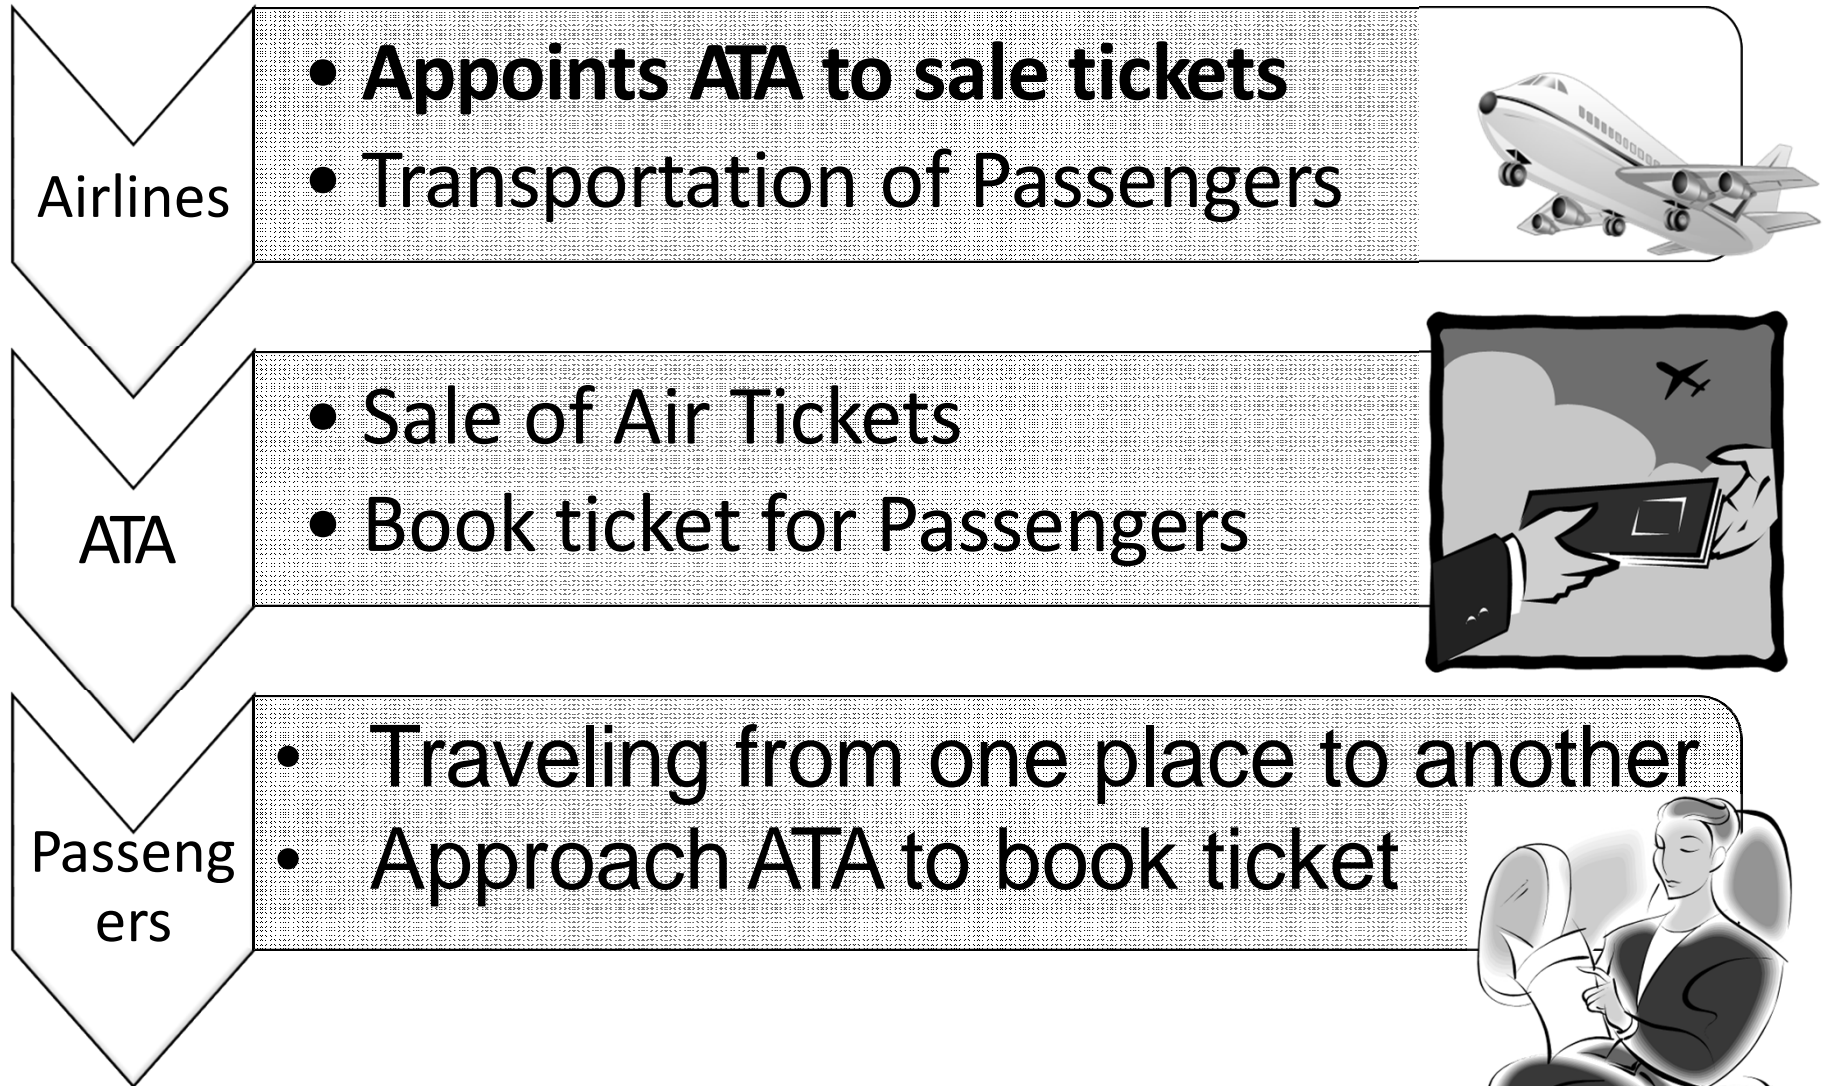 • Appoints ATA to sale tickets
• Transportation of Passengers
Airlines
• Sale of Air Tickets
• Book ticket for Passengers
ATA
• Traveling from one place to another
• Approach ATA to book ticket
Passeng
ers